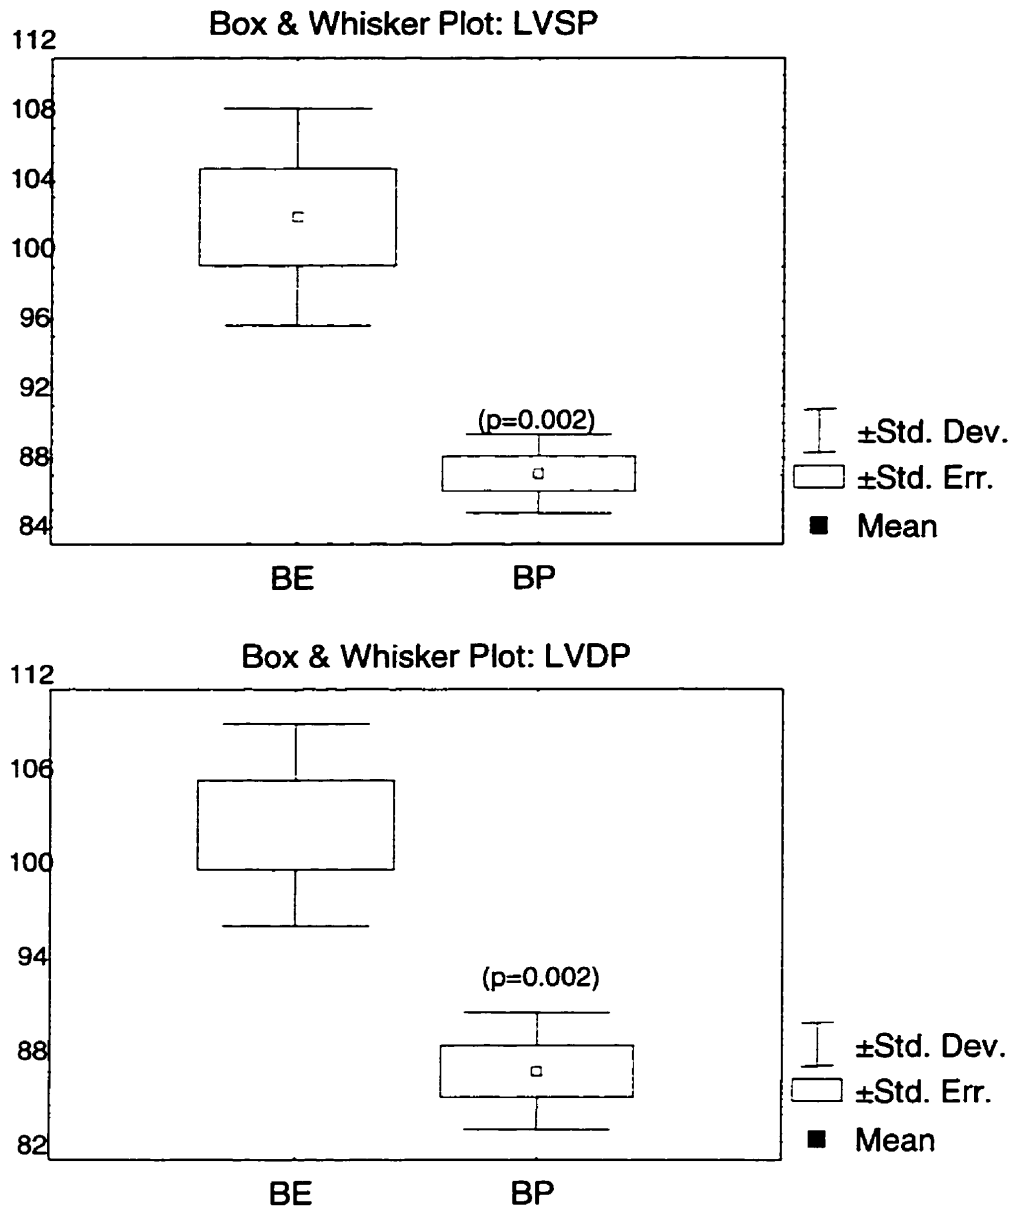 Box & Whisker Plot: LVSP
112
108
104
100
96
92
88
84
(p=0.002)
BE
BP
±Std. Dev.
±Std. Err.
Mean
Box & Whisker Plot: LVDP
112
106
100
94
88
82
(p=0.002)
BE
BP
±Std. Dev.
±Std. Err.
Mean